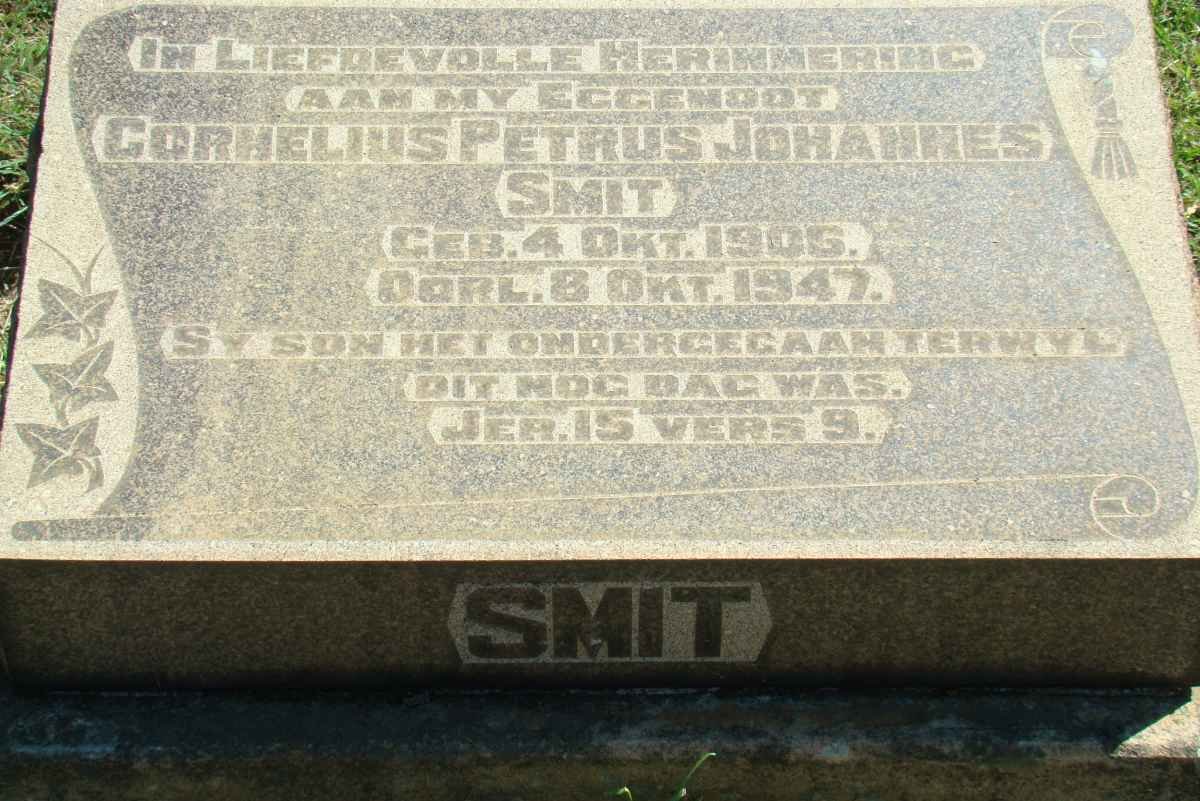 In Liefdevolle Herinnering
aan my Eggenoot
Cornelius Petrus Johannes
Smit
Geb. 4 Okt. 1905.
Oorl. 8 Okt. 1947.
Sy son het ondergegaan terwyl
dit nog dag was.
Jer. 15 vers 9.
SMIT